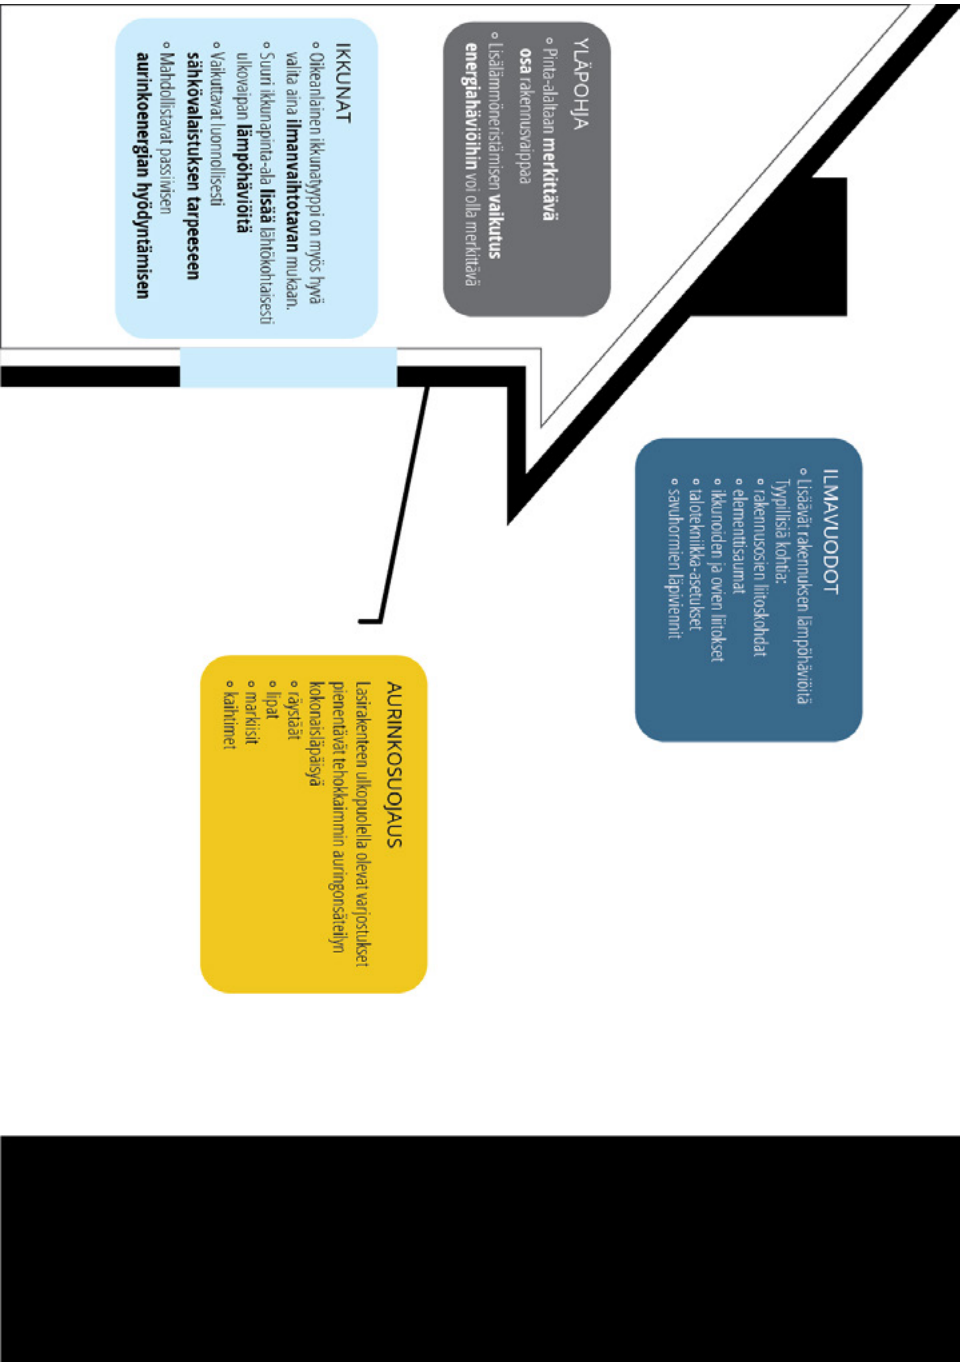 YLÄPOHJA
° Pinta-alaltaan merkittävä
osa rakennusvaippaa
° Lisälämmöneristämisen vaikutus
energiahäviöihin voi olla merkittävä
IKKUNAT
° Oikeanlainen ikkunatyyppi on myös hyvä
valita aina ilmanvaihtotavan mukaan.
° Suuri ikkunapinta-ala lisää lähtökohtaisesti
ulkovaipan lämpöhäviöitä
° Vaikuttavat luonnollisesti
sähkövalaistuksen tarpeeseen
° Mahdollistavat passiivisen
aurinkoenergian hyödyntämisen
ILMAVUODOT
° Lisäävät rakennuksen lämpöhäviöitä
Tyypillisiä kohtia:
° rakennusosien liitoskohdat
° elementtisaumat
° ikkunoiden ja ovien liitokset
° talotekniikka-asetukset
° savuhormien läpiviennit
AURINKOSUOJAUS
Lasirakenteen ulkopuolella olevat varjostukset
pienentävät tehokkaimmin auringonsäteilyn
kokonaisläpäisyä
° räystäät
° lipat
° markiisit
° kaihtimet